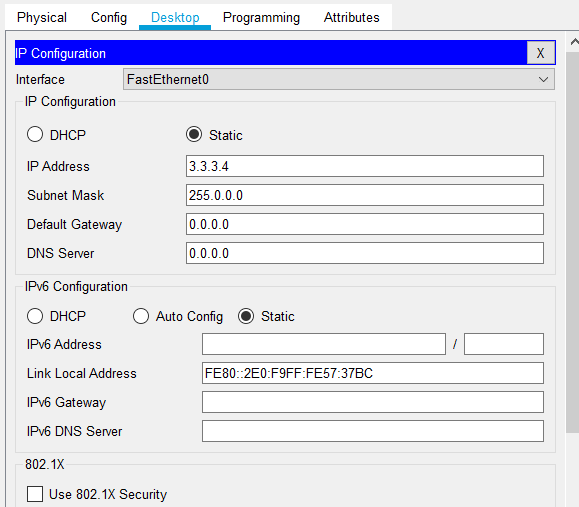 Physical Config Desktop Programming Attributes
IP Configuration X
Interface FastEthernet0
IP Configuration
DHCP Static
IP Address 3.3.3.4
Subnet Mask 255.0.0.0
Default Gateway 0.0.0.0
DNS Server 0.0.0.0
IPv6 Configuration
DHCP Auto Config Static
IPv6 Address /
Link Local Address FE80::2E0:F9FF:FE57:37BC
IPv6 Gateway
IPv6 DNS Server
802.1X
Use 802.1X Security